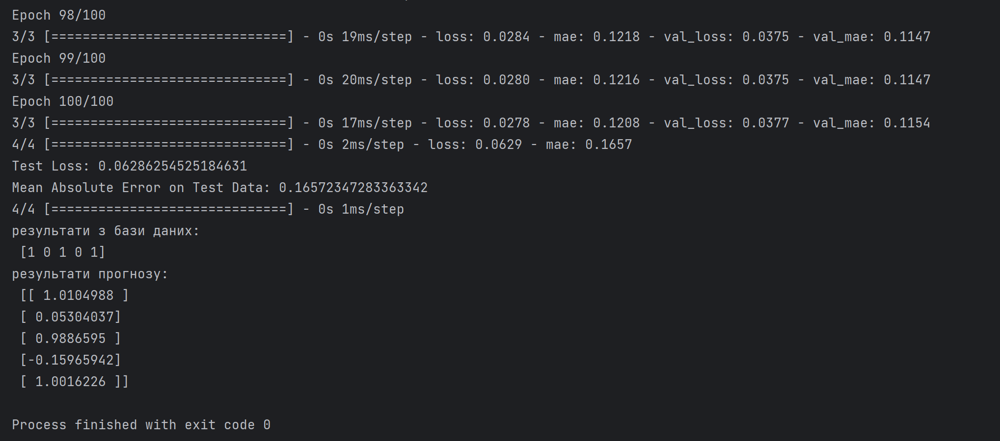 Epoch 98/100
3/3 [==============================] - 0s 19ms/step - loss: 0.0284 - mae: 0.1218 - val_loss: 0.0375 - val_mae: 0.1147
Epoch 99/100
3/3 [==============================] - 0s 20ms/step - loss: 0.0280 - mae: 0.1216 - val_loss: 0.0375 - val_mae: 0.1147
Epoch 100/100
3/3 [==============================] - 0s 17ms/step - loss: 0.0278 - mae: 0.1208 - val_loss: 0.0377 - val_mae: 0.1154
4/4 [==============================] - 0s 2ms/step - loss: 0.0629 - mae: 0.1657
Test Loss: 0.06286254525184631
Mean Absolute Error on Test Data: 0.16572347283363342
4/4 [==============================] - 0s 1ms/step
результати з бази даних:
 [1 0 1 0 1]
результати прогнозу:
 [[ 1.0104988 ]
 [ 0.05304037]
 [ 0.9886595 ]
 [-0.15965942]
 [ 1.0016226 ]]
Process finished with exit code 0